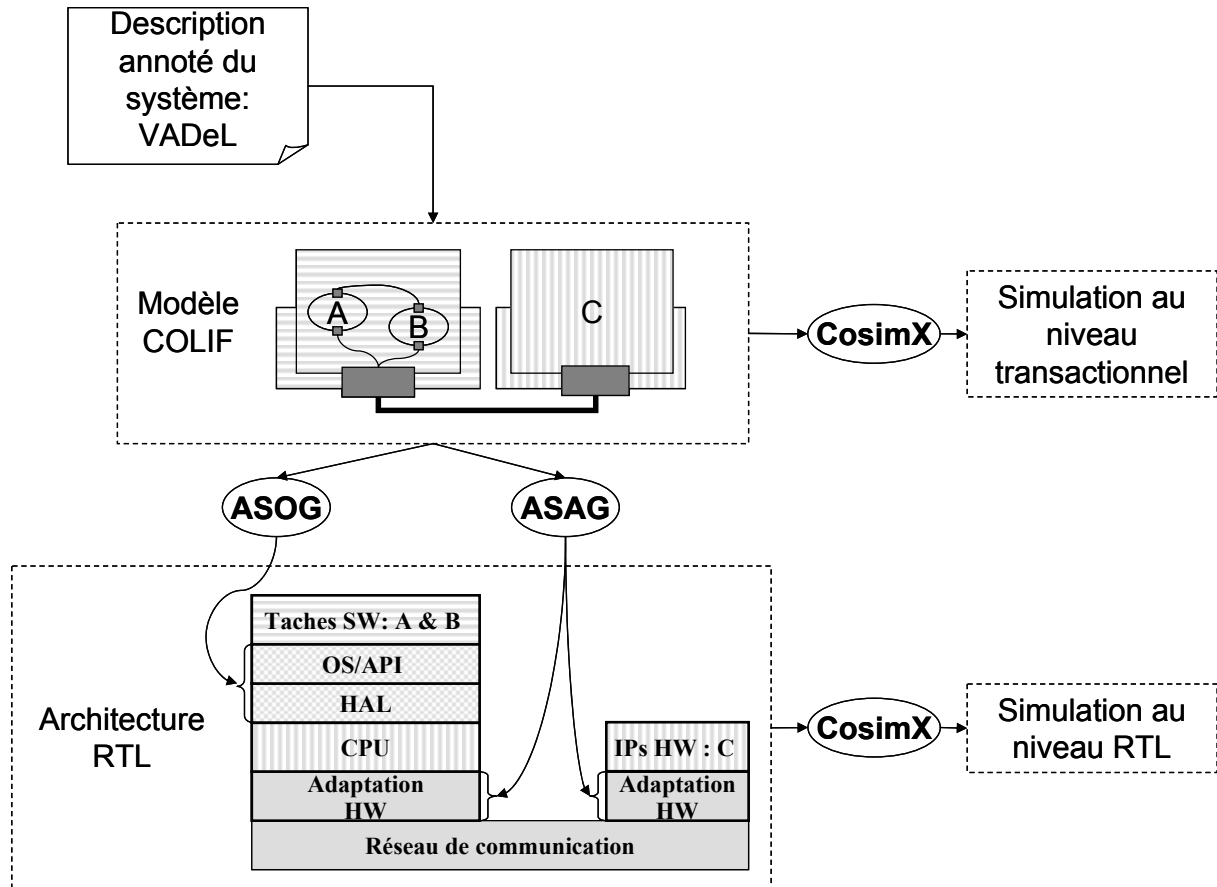 Description
annoté du
système:
VADeL
Modèle
COLIF
A
B
C
CosimX
Simulation au
niveau
transactionnel
ASOG
ASAG
Architecture
RTL
Taches SW: A & B
OS/API
HAL
CPU
Adaptation
HW
IPs HW : C
Adaptation
HW
Réseau de communication
CosimX
Simulation au
niveau RTL